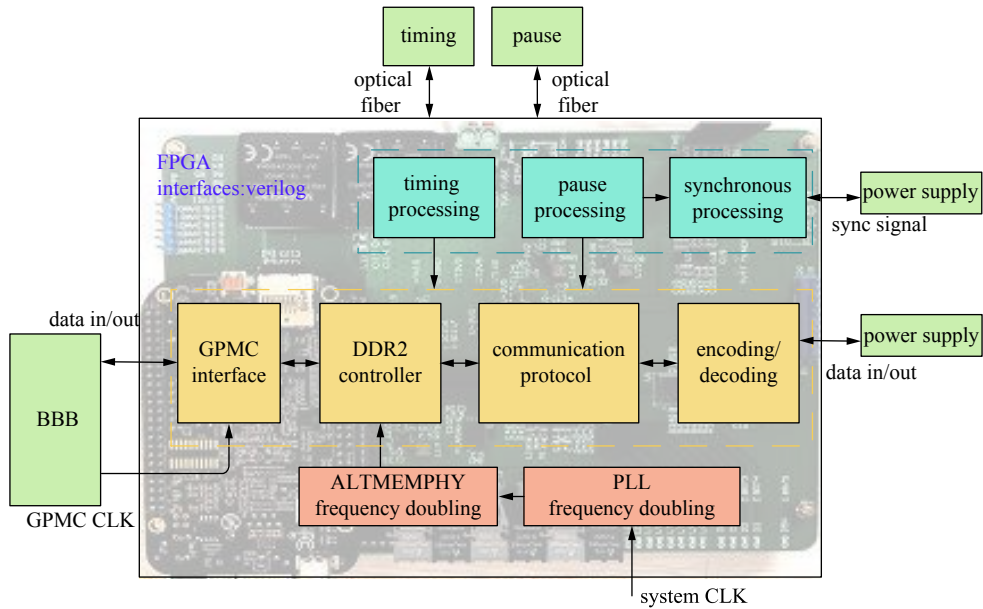 timing
pause
optical
fiber
optical
fiber
FPGA
interfaces:verilog
timing
processing
pause
processing
synchronous
processing
power supply
sync signal
data in/out
GPMC
interface
DDR2
controller
communication
protocol
encoding/
decoding
power supply
data in/out
BBB
GPMC CLK
ALTMEMPHY
frequency doubling
PLL
frequency doubling
system CLK